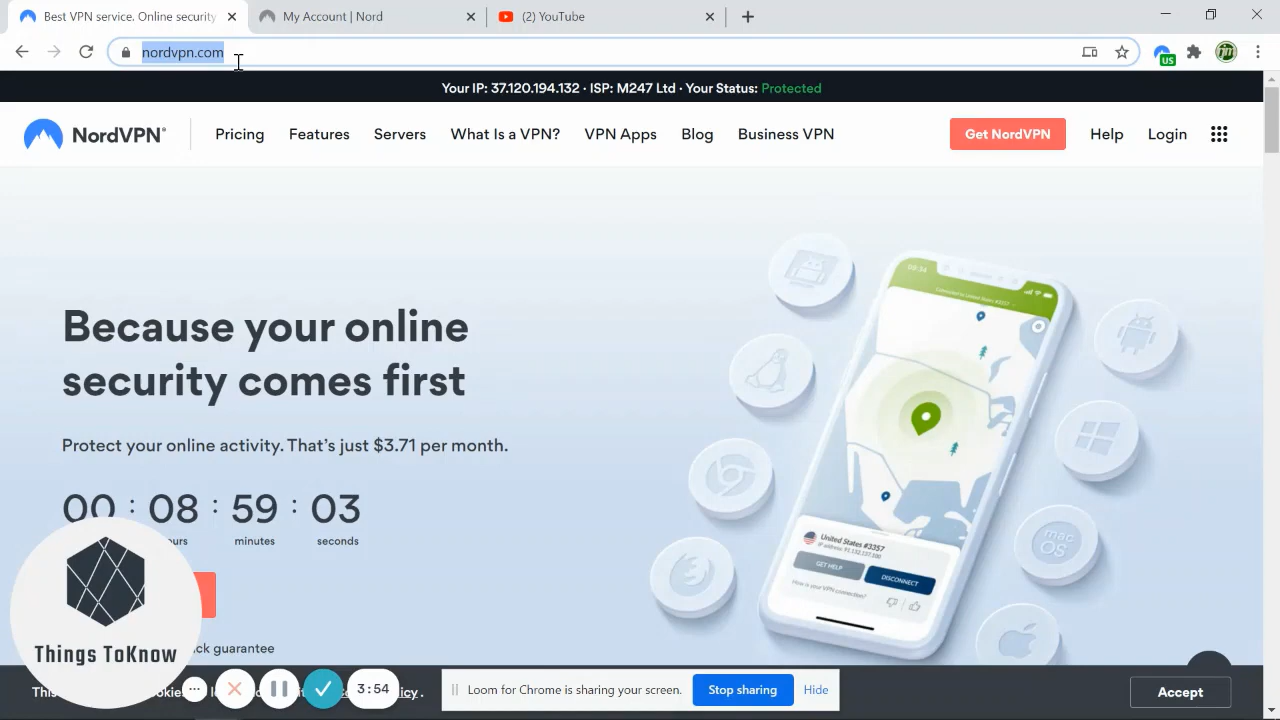 Best VPN service. Online security
My Account | Nord
(2) YouTube
nordvpn.com
US
Your IP: 37.120.194.132 · ISP: M247 Ltd · Your Status: Protected
NordVPN®
Pricing
Features
Servers
What Is a VPN?
VPN Apps
Blog
Business VPN
Get NordVPN
Help
Login
Because your online
security comes first
Protect your online activity. That's just $3.71 per month.
00 : 08 : 59 : 03
minutes
seconds
guarantee
Things ToKnow
3:54
Loom for Chrome is sharing your screen.
Stop sharing
Hide
Accept
United States #3357
GET HELP
DISCONNECT
How is your VPN connection?
mac
OS